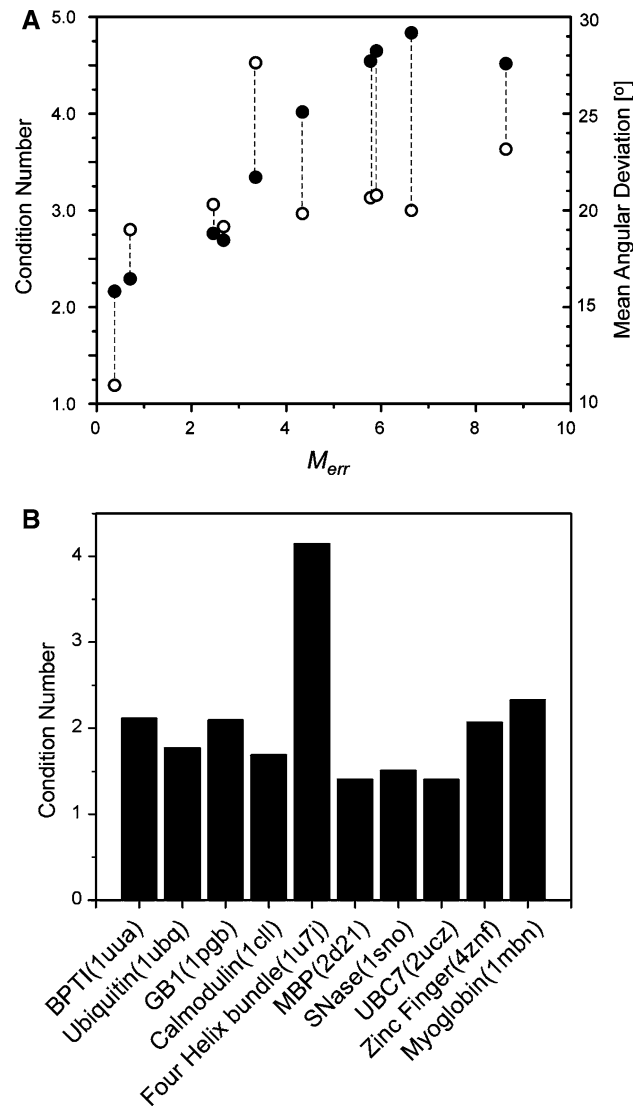 A
5.0
4.0
3.0
2.0
1.0
Condition Number
30
25
20
15
10
Mean Angular Deviation [º]
0 2 4 6 8 10
Merr
B
4
3
2
1
0
Condition Number
BPTI(1uua)
Ubiquitin(1ubq)
GB1(1pgb)
Calmodulin(1cll)
Four Helix bundle(1u7j)
MBP(2d21)
SNase(1sno)
UBC7(2ucz)
Zinc Finger(4znf)
Myoglobin(1mbn)